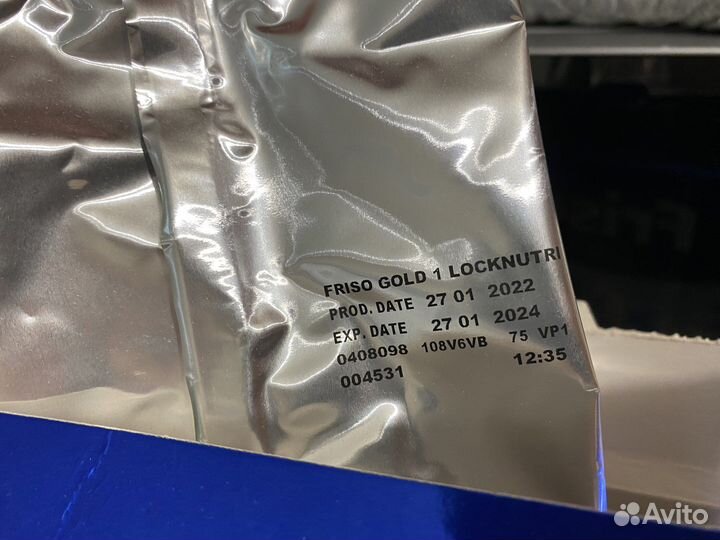 FRISO GOLD 1 LOCKNUTRI
PROD. DATE 27 01 2022
EXP. DATE 27 01 2024
0408098 108V6VB 75 VP1
004531 12:35
Avito